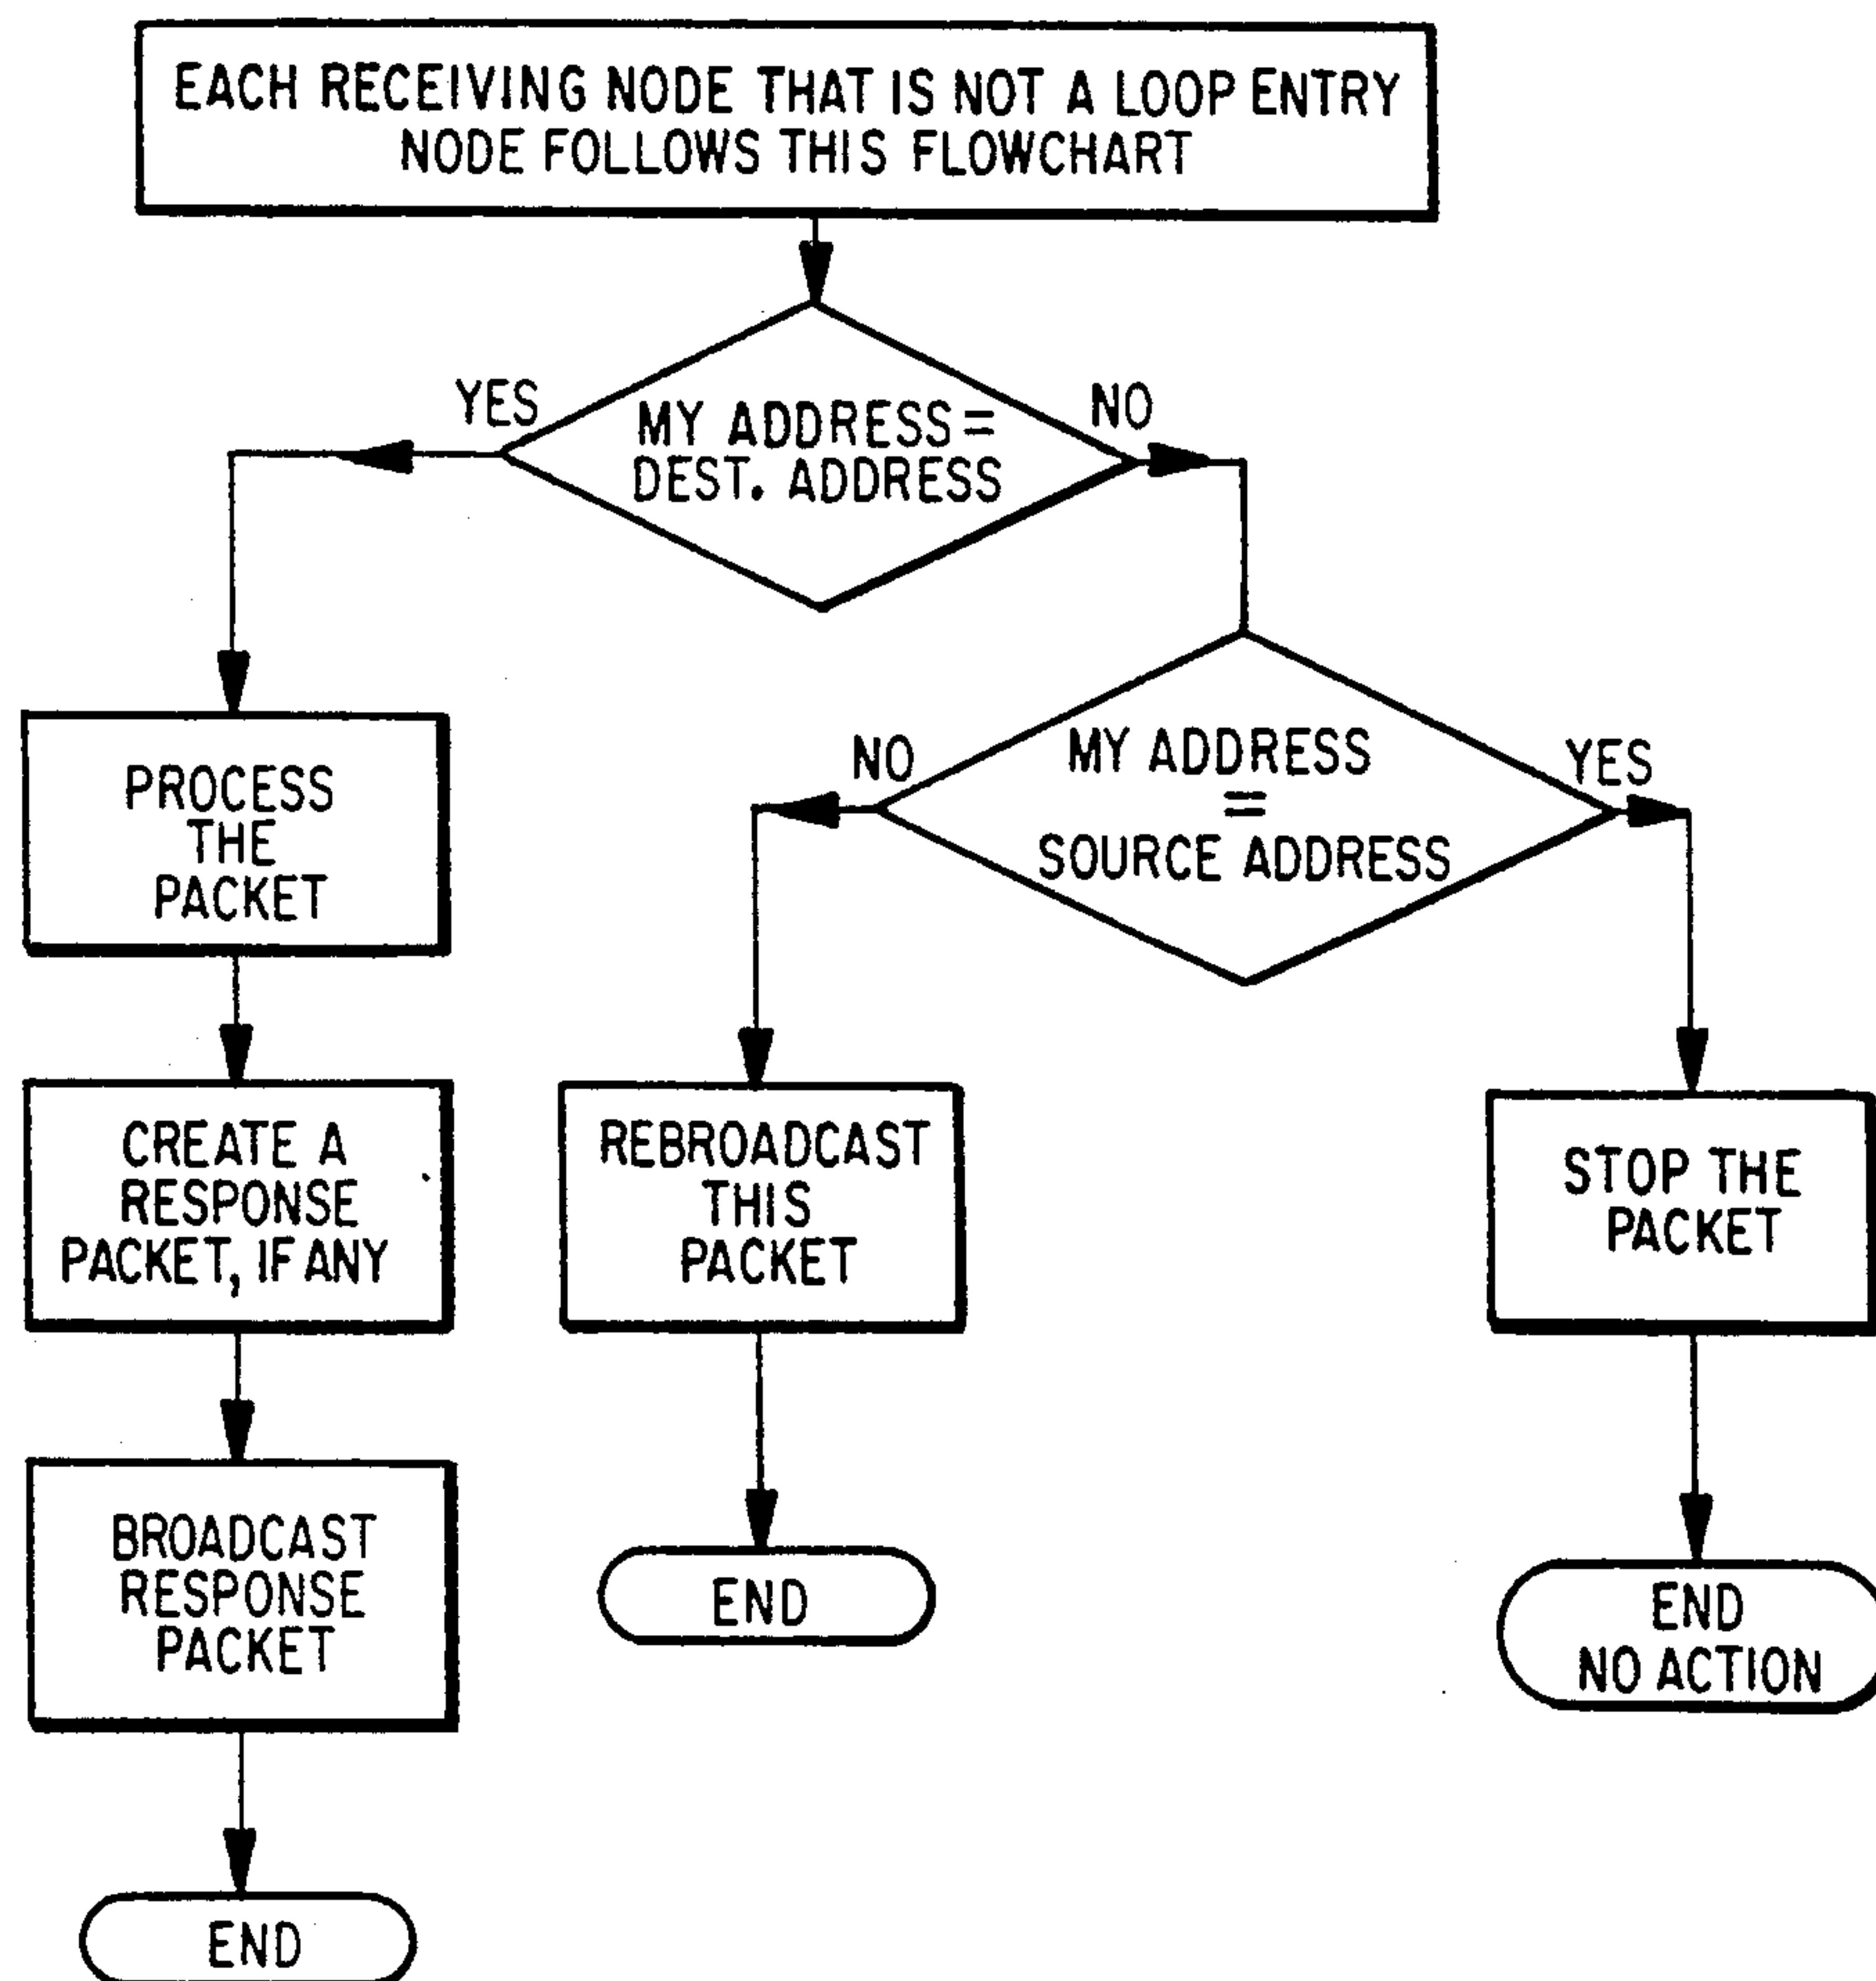 EACH RECEIVING NODE THAT IS NOT A LOOP ENTRY
NODE FOLLOWS THIS FLOWCHART
YES
MY ADDRESS =
DEST. ADDRESS
NO
PROCESS
THE
PACKET
NO
MY ADDRESS
=
SOURCE ADDRESS
YES
CREATE A
RESPONSE
PACKET, IF ANY
REBROADCAST
THIS
PACKET
STOP THE
PACKET
BROADCAST
RESPONSE
PACKET
END
END
NO ACTION
END